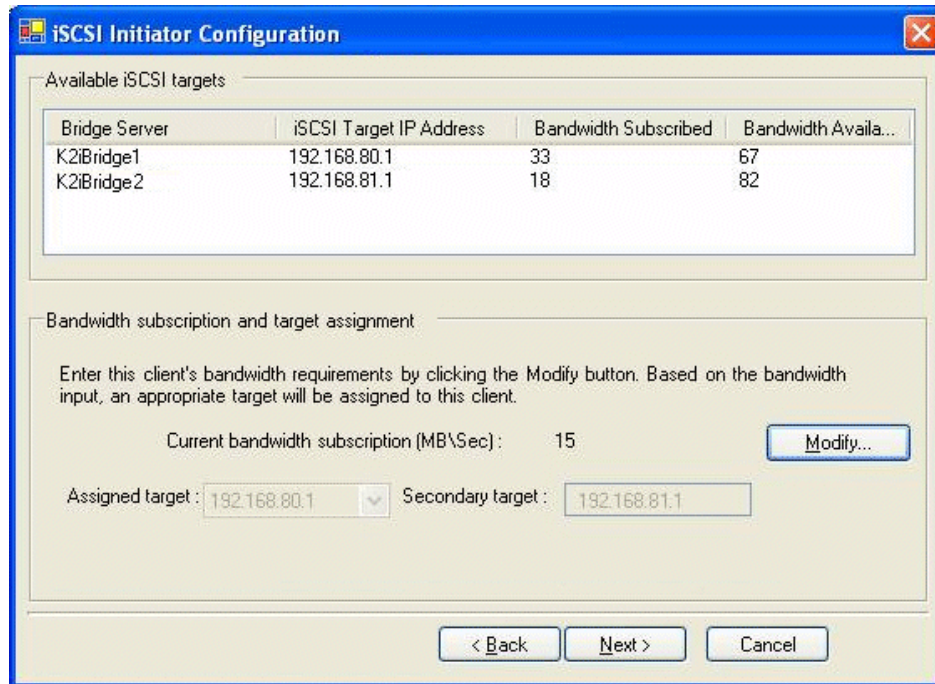 iSCSI Initiator Configuration
Available iSCSI targets
Bridge Server iSCSI Target IP Address Bandwidth Subscribed Bandwidth Availa...
K2iBridge1 192.168.80.1 33 67
K2iBridge2 192.168.81.1 18 82
Bandwidth subscription and target assignment
Enter this client's bandwidth requirements by clicking the Modify button. Based on the bandwidth
input, an appropriate target will be assigned to this client.
Current bandwidth subscription (MB\Sec) : 15 Modify...
Assigned target : 192.168.80.1 Secondary target : 192.168.81.1
< Back Next > Cancel